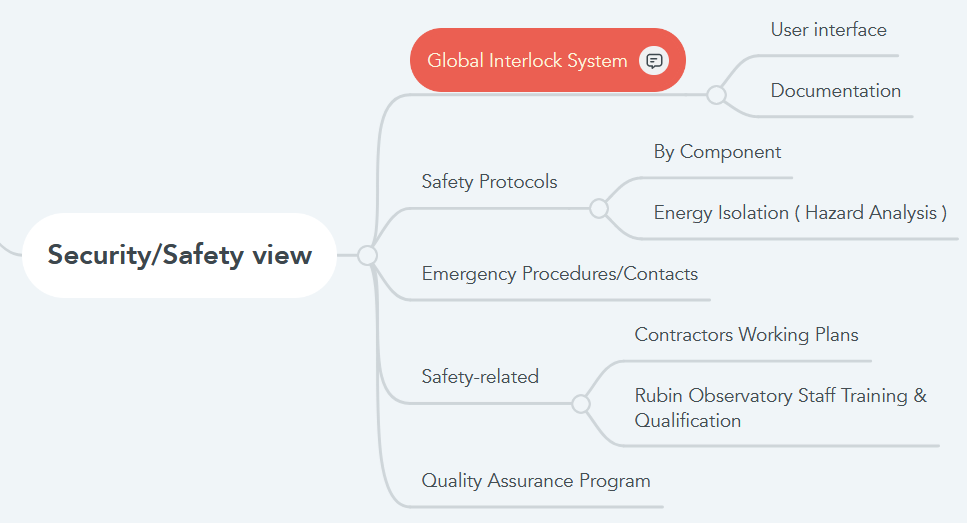 Security/Safety view
Global Interlock System
User interface
Documentation
Safety Protocols
By Component
Energy Isolation ( Hazard Analysis )
Emergency Procedures/Contacts
Safety-related
Contractors Working Plans
Rubin Observatory Staff Training &
Qualification
Quality Assurance Program